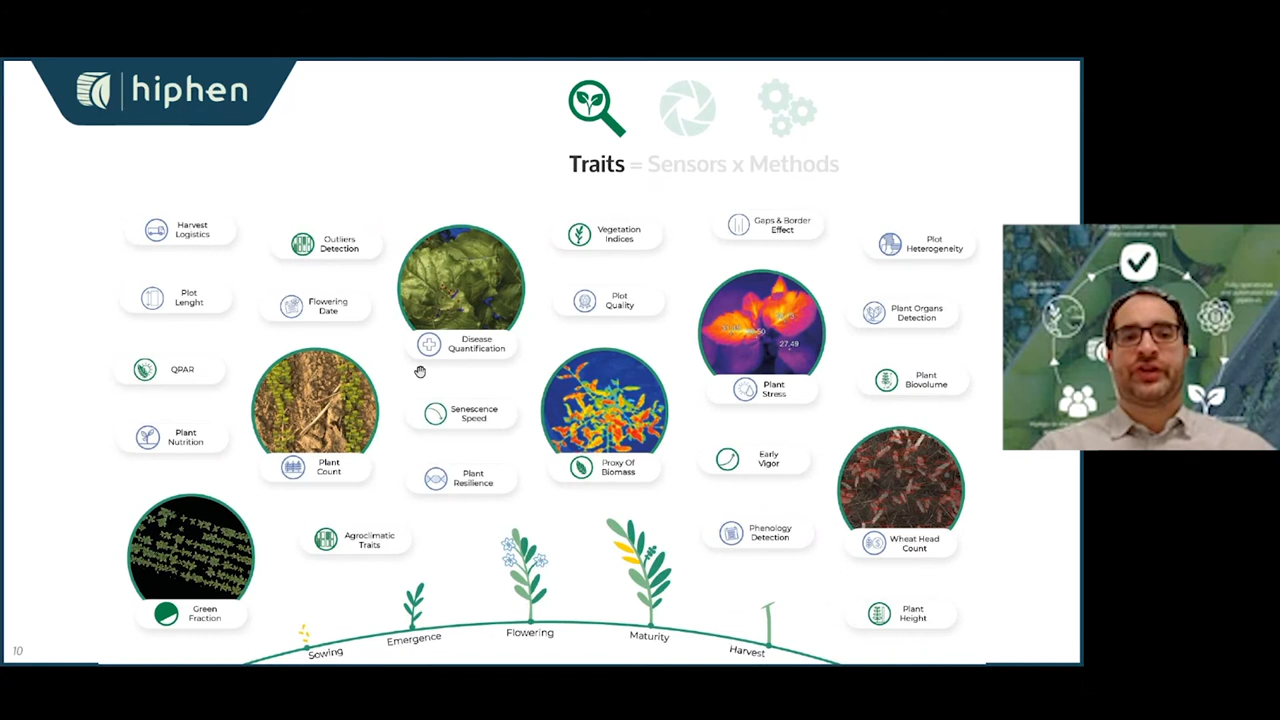 hiphen
Traits = Sensors x Methods
Harvest
Logistics
Outliers
Detection
Vegetation
Indices
Gaps & Border
Effect
Plot
Heterogeneity
Plot
Lenght
Flowering
Date
Disease
Quantification
Plot
Quality
Plant
Stress
27.49
Plant Organs
Detection
QPAR
Plant
Nutrition
Plant
Count
Senescence
Speed
Plant
Resilience
Proxy Of
Biomass
Early
Vigor
Plant
Biovolume
Agroclimatic
Traits
Phenology
Detection
Wheat Head
Count
Green
Fraction
Plant
Height
Sowing
Emergence
Flowering
Maturity
Harvest
10